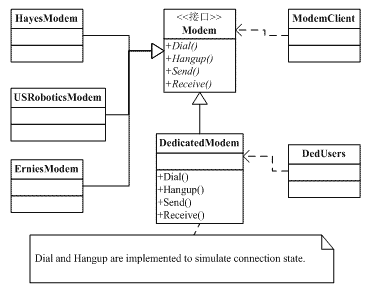 HayesModem
<<接口>>
Modem
+Dial()
+Hangup()
+Send()
+Receive()
ModemClient
USRoboticsModem
ErniesModem
DedicatedModem
+Dial()
+Hangup()
+Send()
+Receive()
DedUsers
Dial and Hangup are implemented to simulate connection state.